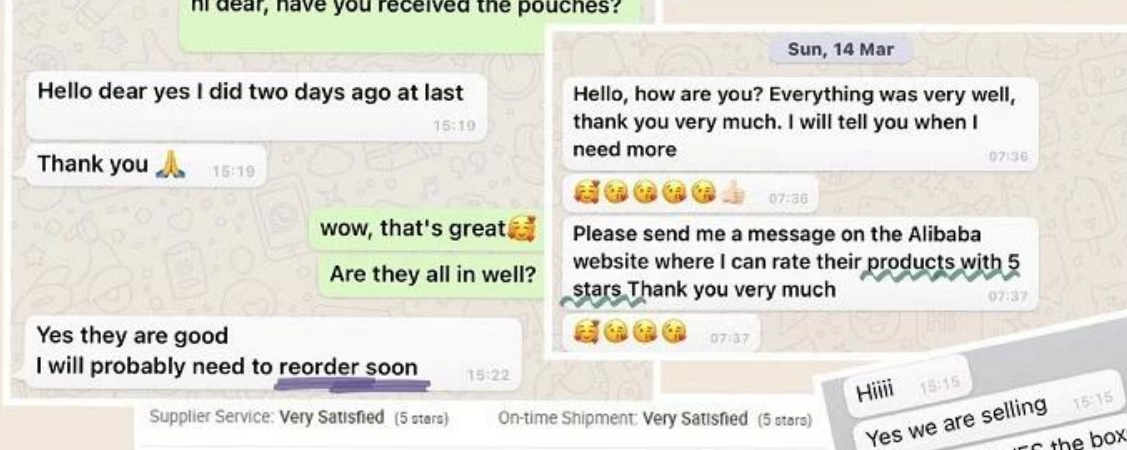 hi dear, have you received the pouches?
Hello dear yes I did two days ago at last
15:19
Thank you 🙏 15:19
wow, that's great🥰
Are they all in well?
Yes they are good
I will probably need to reorder soon
15:22
Sun, 14 Mar
Hello, how are you? Everything was very well,
thank you very much. I will tell you when I
need more
07:36
🥰😘😘😘😘👍🏻 07:36
Please send me a message on the Alibaba
website where I can rate their products with 5
stars Thank you very much
07:37
🥰😘😘😘 07:37
Supplier Service: Very Satisfied (5 stars) On-time Shipment: Very Satisfied (5 stars)
Hiiii 15:15
Yes we are selling 15:15
the box